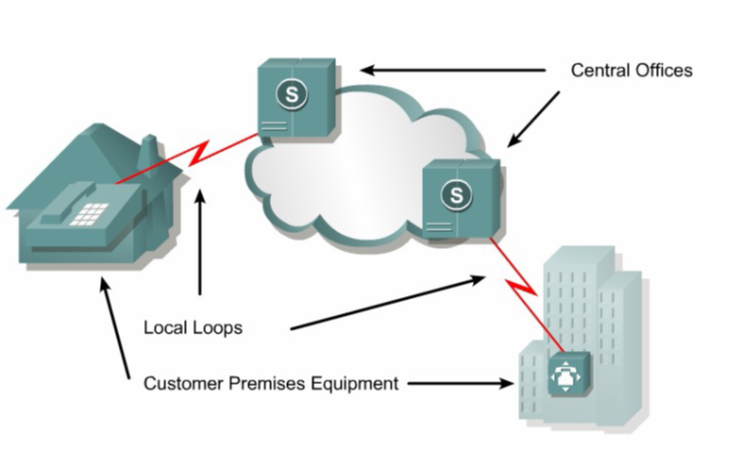 Central Offices
S
S
Local Loops
Customer Premises Equipment